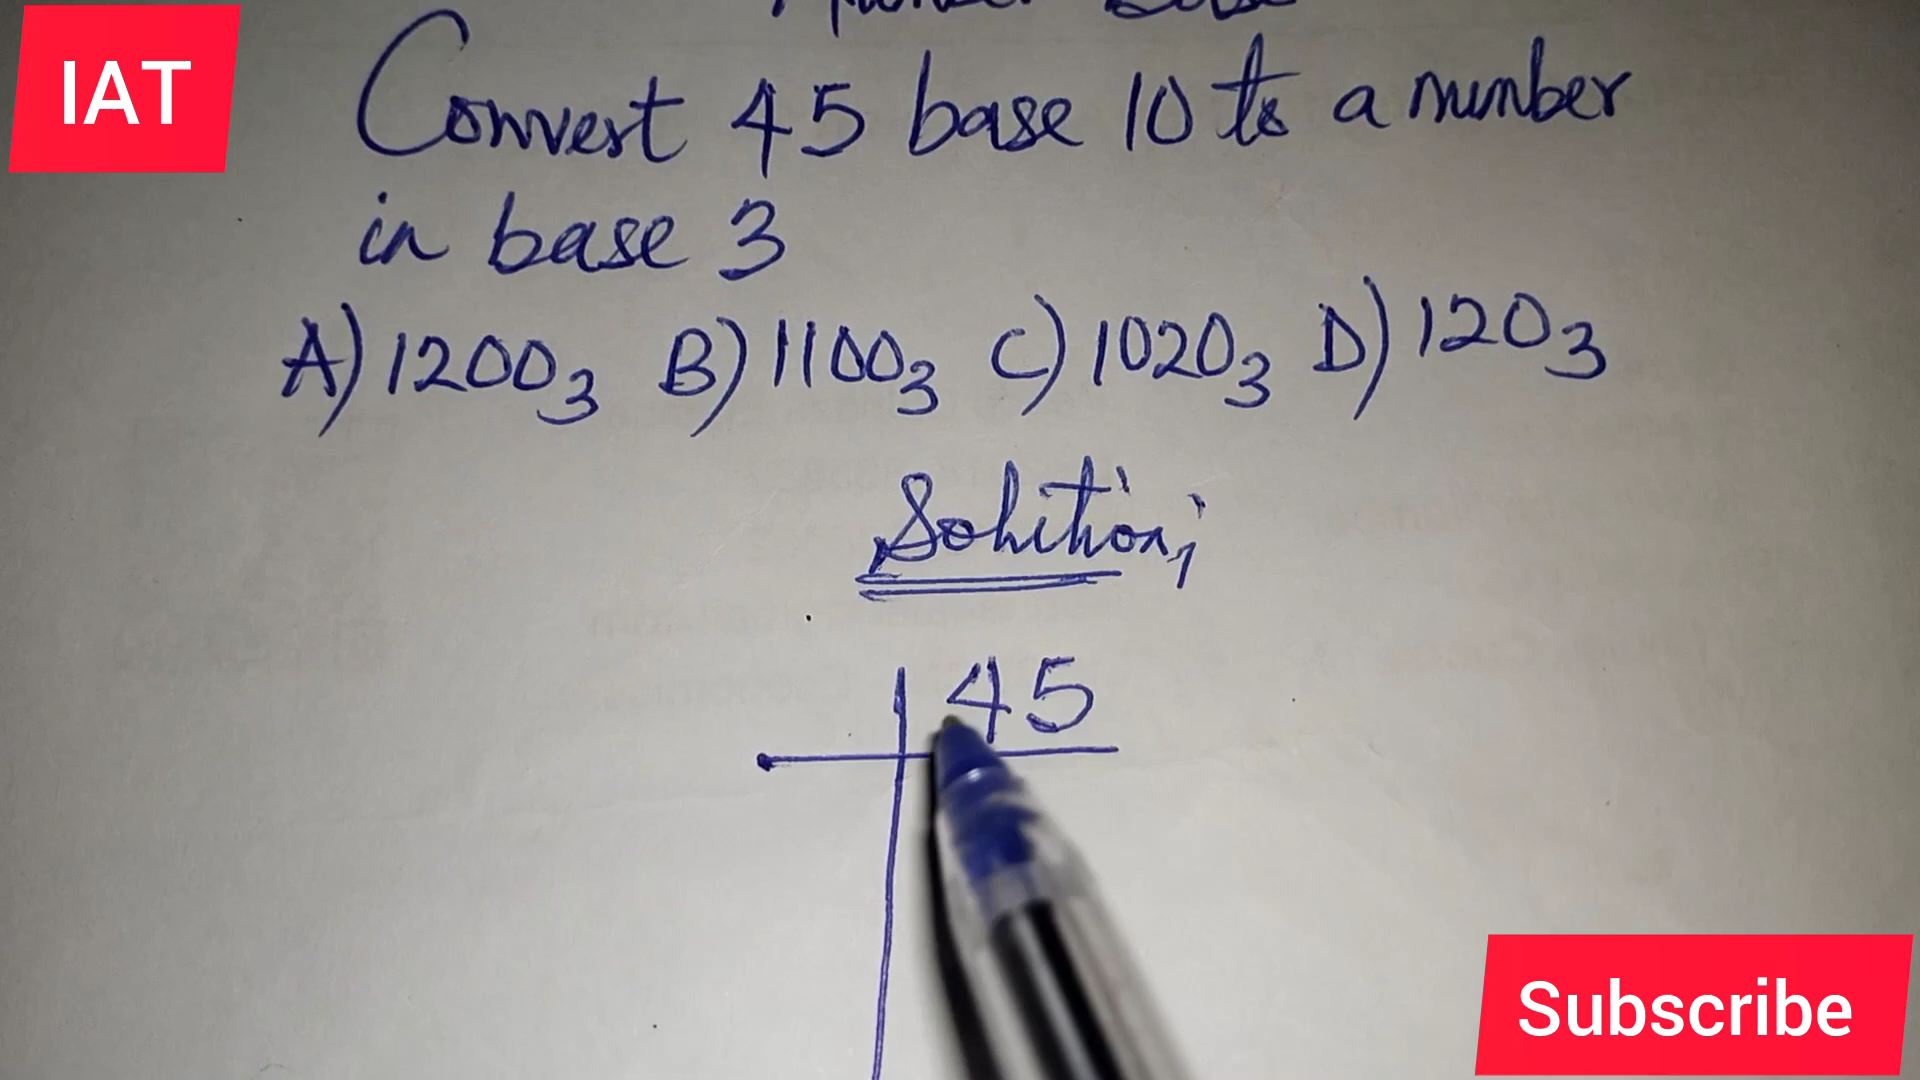 IAT
Convert 45 base 10 to a number
in base 3
A) 1200₃ B) 1100₃ C) 1020₃ D) 120₃
Solution;
45
Subscribe